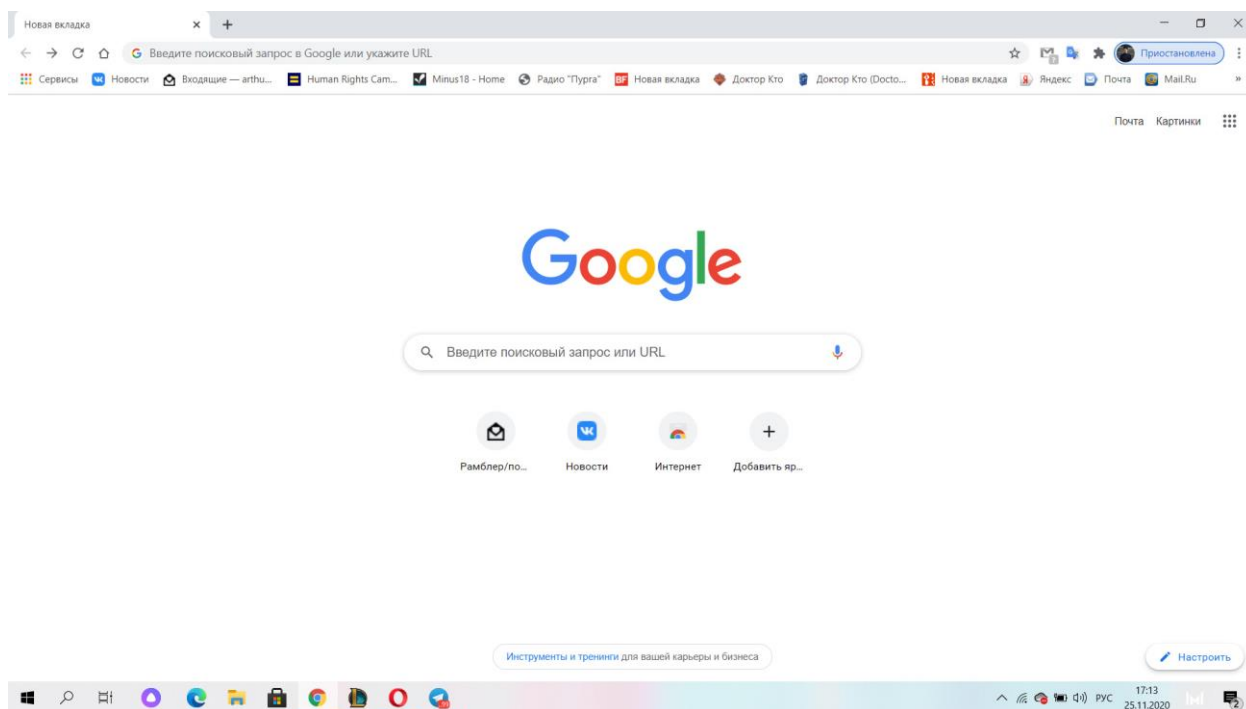 Новая вкладка
Введите поисковый запрос в Google или укажите URL
Приостановлена
Сервисы Новости Входящие — arthu... Human Rights Cam... Minus18 - Home Радио "Пурга" BF Новая вкладка Доктор Кто Доктор Кто (Docto... Новая вкладка Яндекс Почта Mail.Ru »
Почта Картинки
Google
Введите поисковый запрос или URL
Рамблер/по... Новости Интернет Добавить яр...
Инструменты и тренинги для вашей карьеры и бизнеса
Настроить
РУС 17:13
25.11.2020